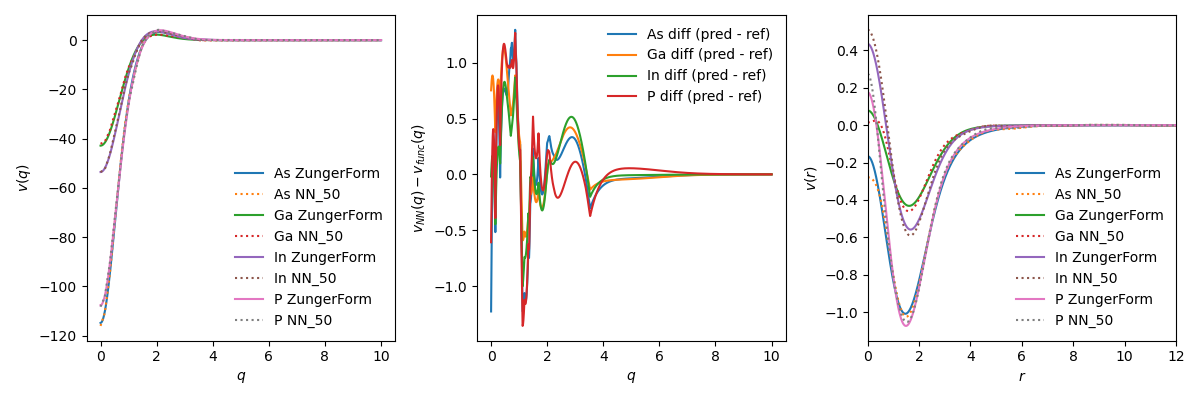 0
−20
−40
−60
−80
−100
−120
0 2 4 6 8 10
v(q)
q
As ZungerForm
As NN_50
Ga ZungerForm
Ga NN_50
In ZungerForm
In NN_50
P ZungerForm
P NN_50
1.0
0.5
0.0
−0.5
−1.0
0 2 4 6 8 10
v_NN(q) − v_func(q)
q
As diff (pred - ref)
Ga diff (pred - ref)
In diff (pred - ref)
P diff (pred - ref)
0.4
0.2
0.0
−0.2
−0.4
−0.6
−0.8
−1.0
0 2 4 6 8 10 12
v(r)
r
As ZungerForm
As NN_50
Ga ZungerForm
Ga NN_50
In ZungerForm
In NN_50
P ZungerForm
P NN_50